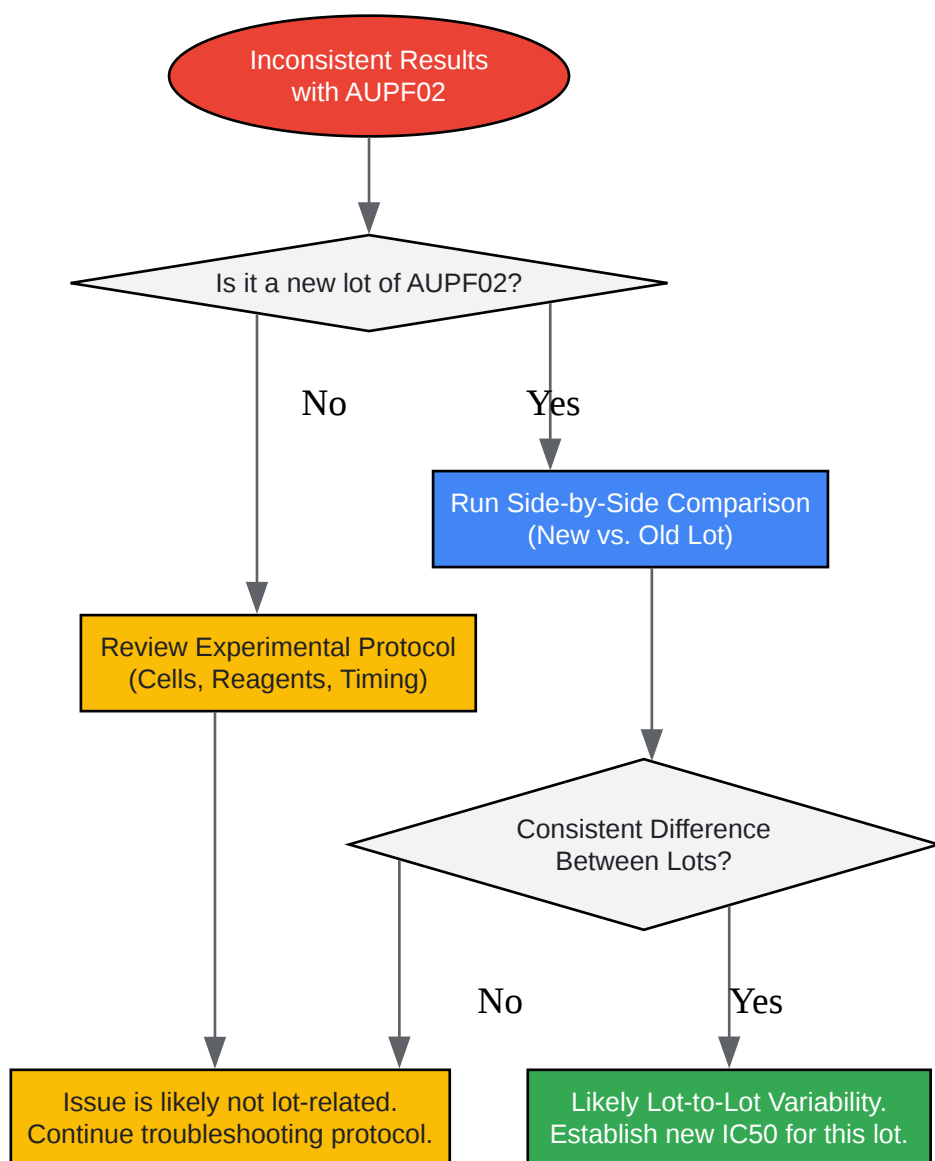 Inconsistent Results
with AUPF02
Is it a new lot of AUPF02?
No
Yes
Run Side-by-Side Comparison
(New vs. Old Lot)
Review Experimental Protocol
(Cells, Reagents, Timing)
Consistent Difference
Between Lots?
No
Yes
Issue is likely not lot-related.
Continue troubleshooting protocol.
Likely Lot-to-Lot Variability.
Establish new IC50 for this lot.